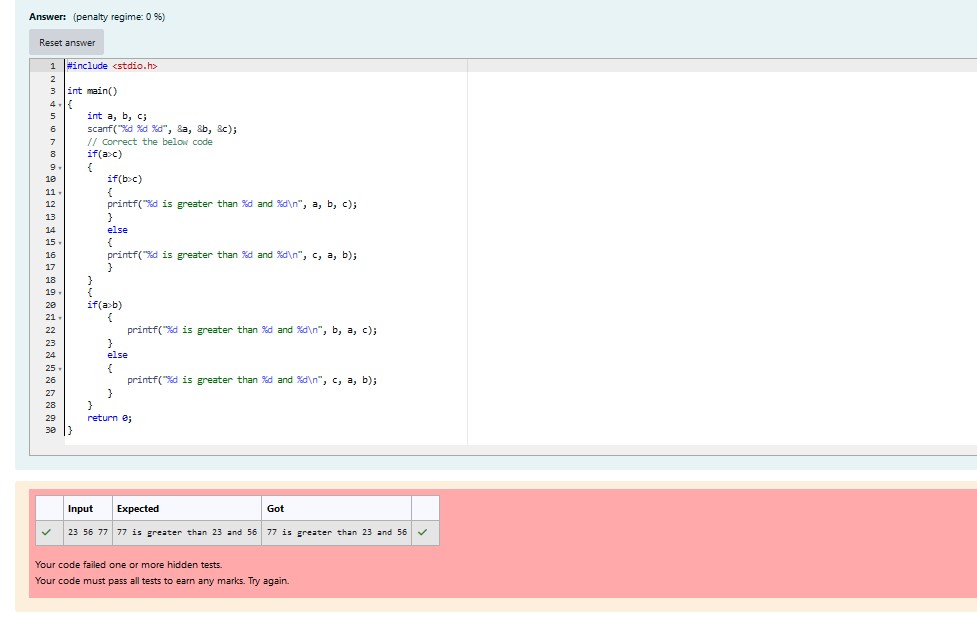 Answer: (penalty regime: 0 %)
Reset answer
1 #include <stdio.h>
2
3 int main()
4 {
5 int a, b, c;
6 scanf("%d %d %d", &a, &b, &c);
7 // Correct the below code
8 if(a>c)
9 {
10 if(b>c)
11 {
12 printf("%d is greater than %d and %d\n", a, b, c);
13 }
14 else
15 {
16 printf("%d is greater than %d and %d\n", c, a, b);
17 }
18 }
19 {
20 if(a>b)
21 {
22 printf("%d is greater than %d and %d\n", b, a, c);
23 }
24 else
25 {
26 printf("%d is greater than %d and %d\n", c, a, b);
27 }
28 }
29 return 0;
30 }
Input Expected Got
23 56 77 77 is greater than 23 and 56 77 is greater than 23 and 56
Your code failed one or more hidden tests.
Your code must pass all tests to earn any marks. Try again.